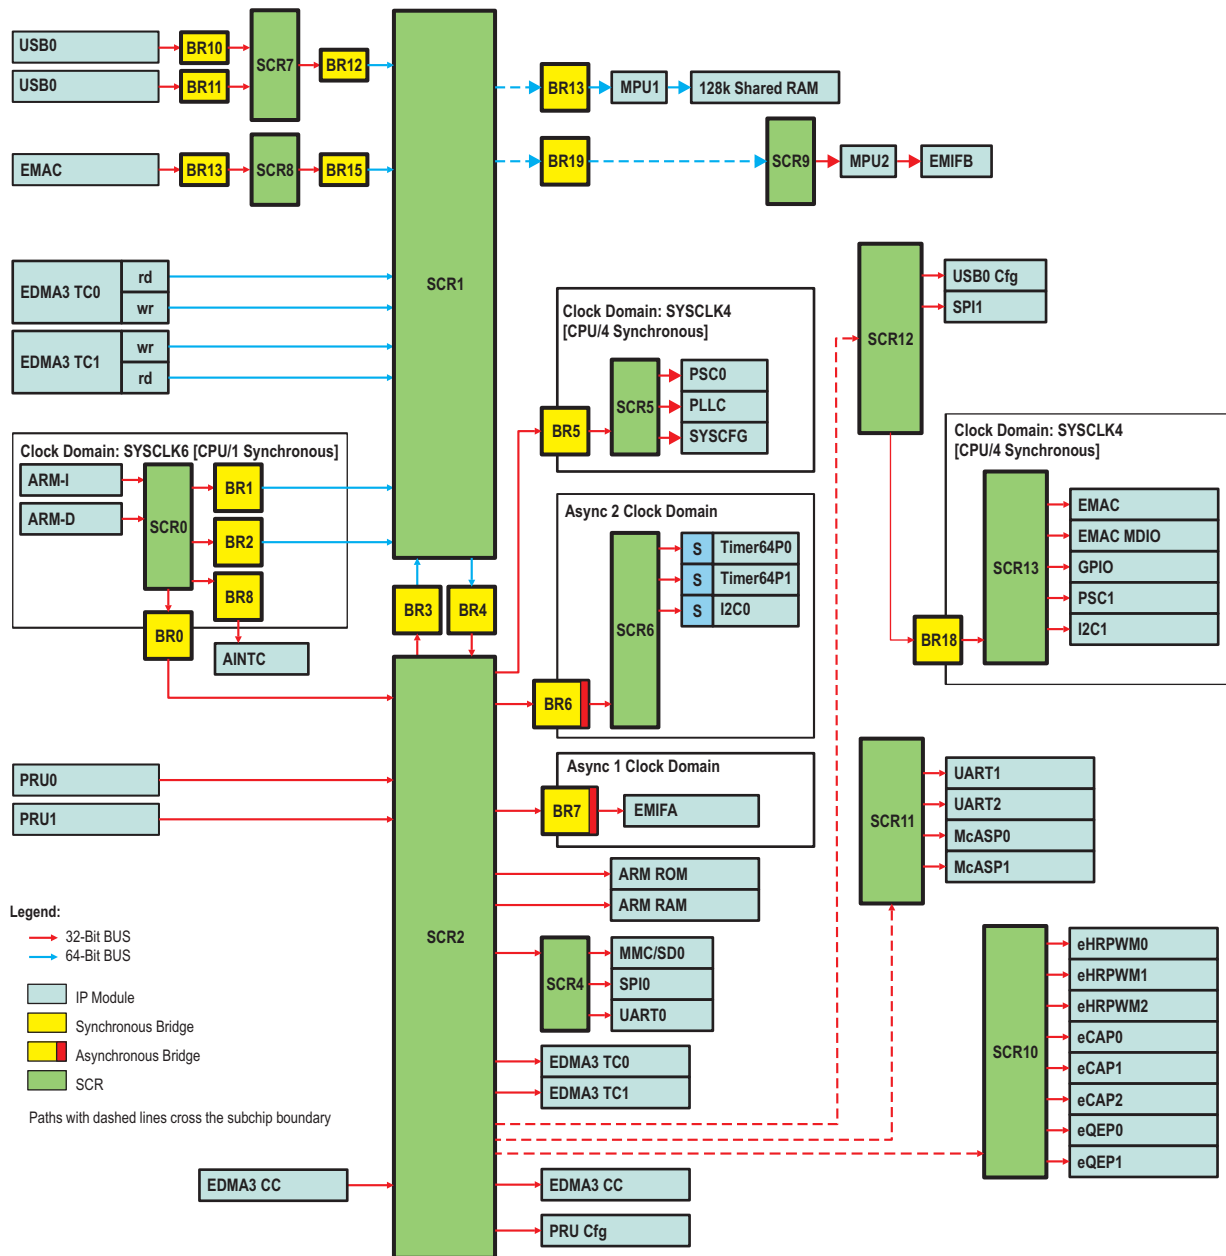 USB0
BR10
SCR7
BR12
USB0
BR11
BR13
MPU1
128k Shared RAM
EMAC
BR13
SCR8
BR15
BR19
SCR9
MPU2
EMIFB
SCR1
EDMA3 TC0
rd
wr
EDMA3 TC1
wr
rd
Clock Domain: SYSCLK4
[CPU/4 Synchronous]
BR5
SCR5
PSC0
PLLC
SYSCFG
SCR12
USB0 Cfg
SPI1
Clock Domain: SYSCLK6 [CPU/1 Synchronous]
ARM-I
ARM-D
SCR0
BR1
BR2
BR8
BR0
AINTC
BR3
BR4
Async 2 Clock Domain
SCR6
S Timer64P0
S Timer64P1
S I2C0
BR6
Clock Domain: SYSCLK4
[CPU/4 Synchronous]
BR18
SCR13
EMAC
EMAC MDIO
GPIO
PSC1
I2C1
PRU0
PRU1
SCR2
Async 1 Clock Domain
BR7
EMIFA
SCR11
UART1
UART2
McASP0
McASP1
ARM ROM
ARM RAM
SCR4
MMC/SD0
SPI0
UART0
EDMA3 TC0
EDMA3 TC1
SCR10
eHRPWM0
eHRPWM1
eHRPWM2
eCAP0
eCAP1
eCAP2
eQEP0
eQEP1
Legend:
32-Bit BUS
64-Bit BUS
IP Module
Synchronous Bridge
Asynchronous Bridge
SCR
Paths with dashed lines cross the subchip boundary
EDMA3 CC
EDMA3 CC
PRU Cfg